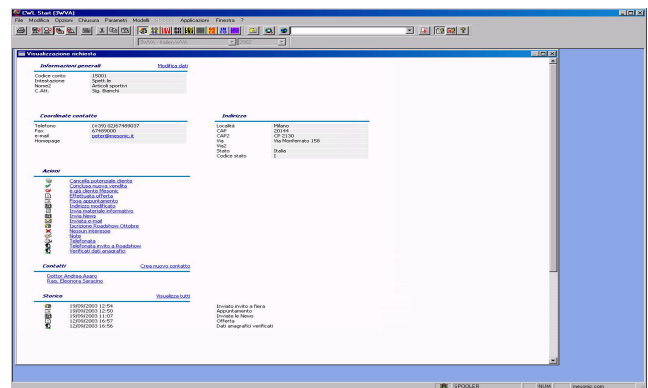 CWL Start [3WVA]
File Modifica Opzioni Chiusura Parametri Modelli Applicazioni Finestra ?
Visualizzazione richiesta
Informazioni generali Modifica dati
Codice conto 15001
Intestazione Spett.le
Nome2 Articoli sportivi
C.Att. Sig. Bianchi
Coordinate contatto Indirizzo
Telefono (++39) 02/67489037 Località Milano
Fax 67489000 CAP 20144
e-mail peter@mesonic.it CAP2 CP 2130
Homepage Via Via Monferrato 158
Via2
Stato Italia
Codice stato I
Azioni
Cancella potenziale cliente
Conclusa nuova vendita
è già cliente Mesonic
Effettuata offerta
Fissa appuntamento
Indirizzo modificato
Invia materiale informativo
Invia News
Inviata e-mail
Iscrizione Roadshow Ottobre
Nessun interesse
Note
Telefonata
Telefonata invito a Roadshow
Verificati dati anagrafici
Contatti Crea nuovo contatto
Dottor Andrea Asaro
Rag. Eleonora Saracino
Storico Visualizza tutti
19/09/2003 12:54 Inviato invito a fiera
19/09/2003 12:50 Appuntamento
19/09/2003 11:07 Inviate le News
12/09/2003 16:57 Offerta
12/09/2003 16:56 Dati anagrafici verificati
SPOOLER NUM mesonic.com